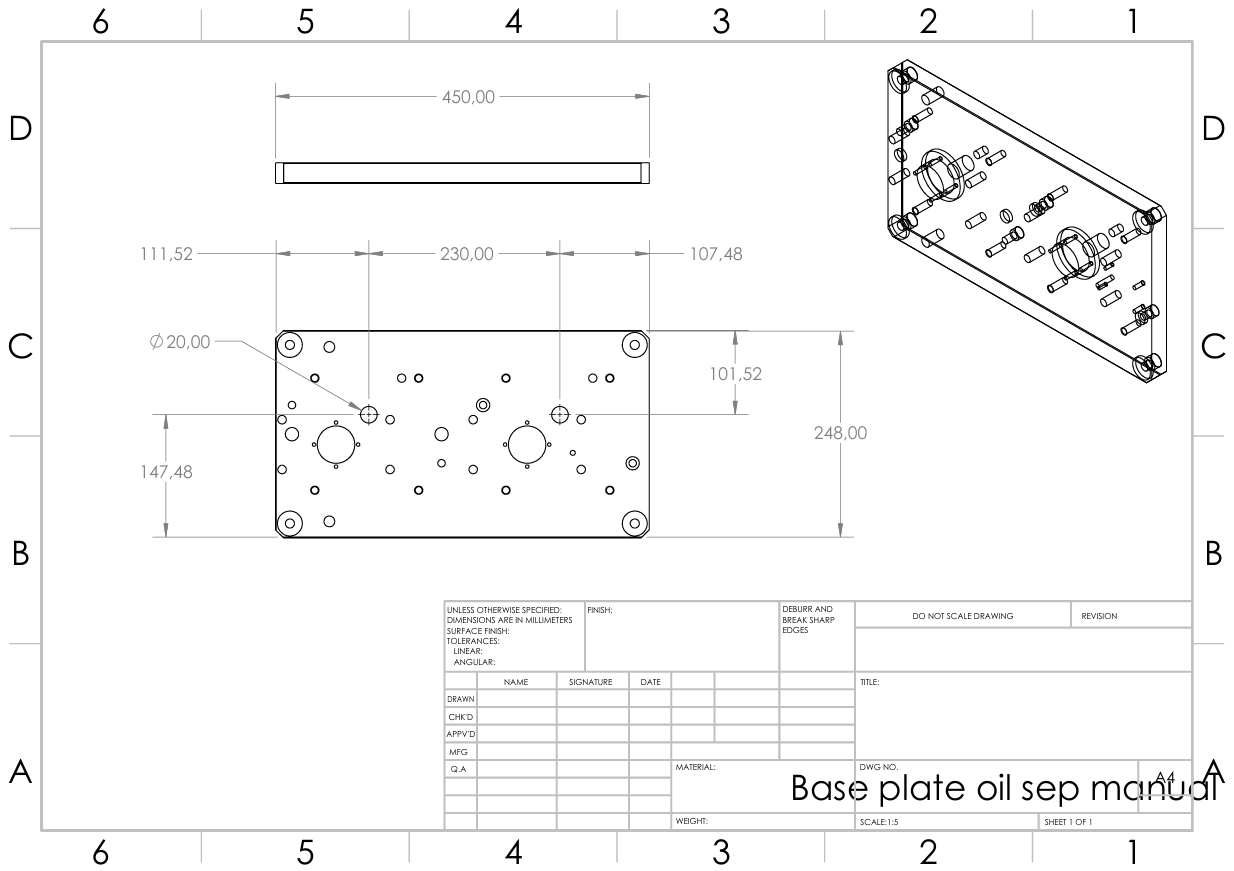 6 5 4 3 2 1
D D
450,00
111,52 230,00 107,48
C C
∅20,00
101,52
248,00
147,48
B B
UNLESS OTHERWISE SPECIFIED:
DIMENSIONS ARE IN MILLIMETERS
SURFACE FINISH:
TOLERANCES:
LINEAR:
ANGULAR:
FINISH:
DEBURR AND
BREAK SHARP
EDGES
DO NOT SCALE DRAWING
REVISION
NAME SIGNATURE DATE
TITLE:
DRAWN
CHK'D
APPV'D
MFG
Q.A
MATERIAL:
DWG NO.
A A
Base plate oil sep manual
A4
WEIGHT:
SCALE:1:5
SHEET 1 OF 1
6 5 4 3 2 1